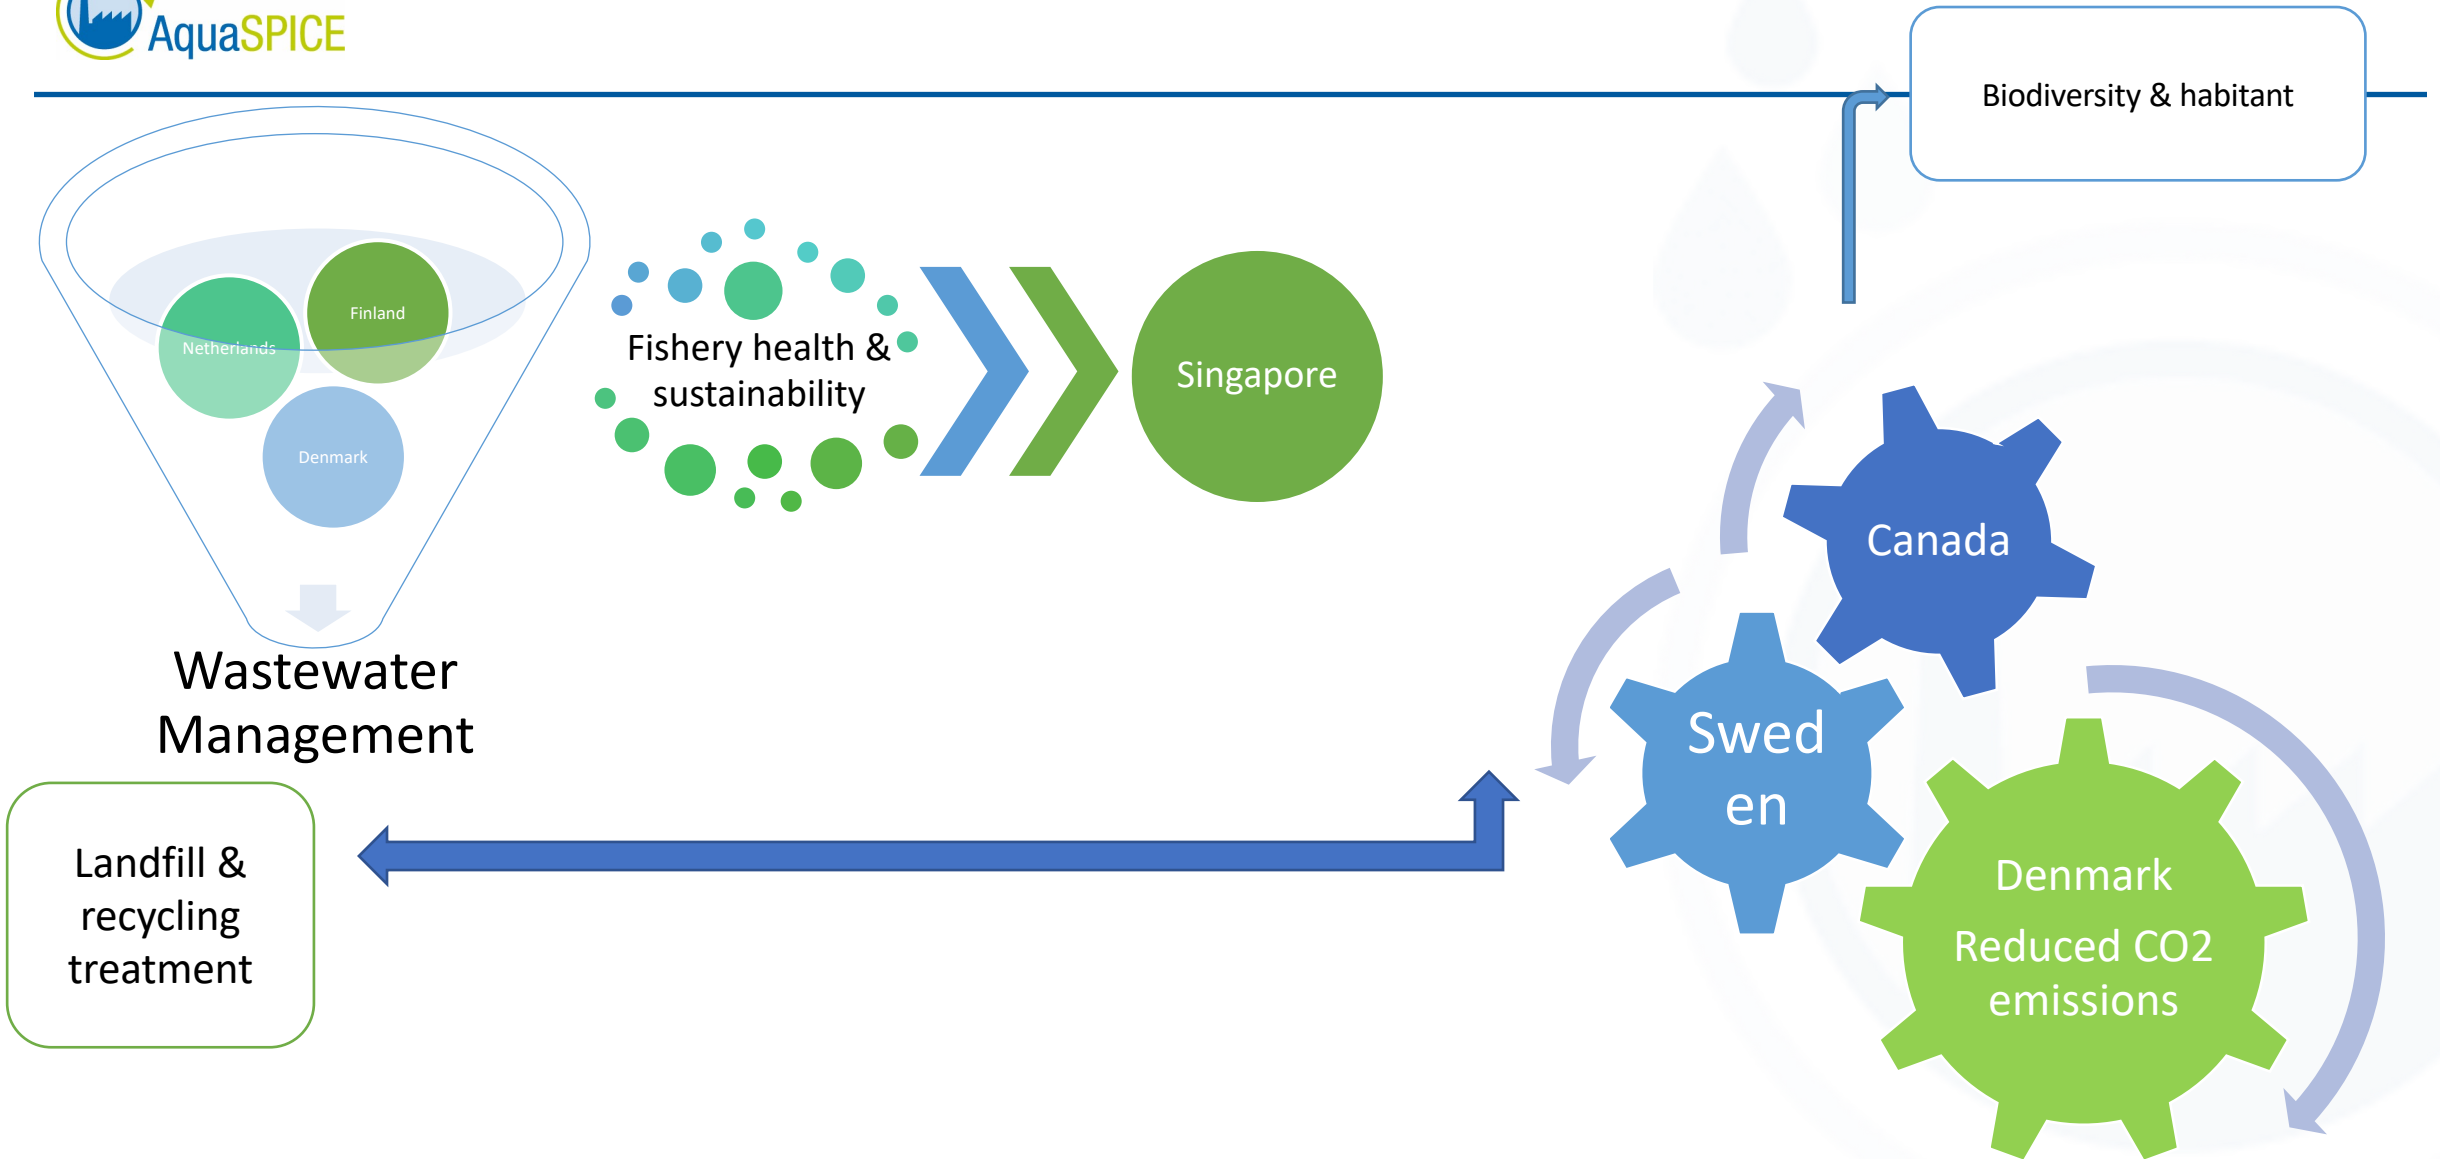 AquaSPICE
Biodiversity & habitant
Finland
Netherlands
Denmark
Wastewater
Management
Fishery health &
sustainability
Singapore
Canada
Swed
en
Denmark
Reduced CO2
emissions
Landfill &
recycling
treatment